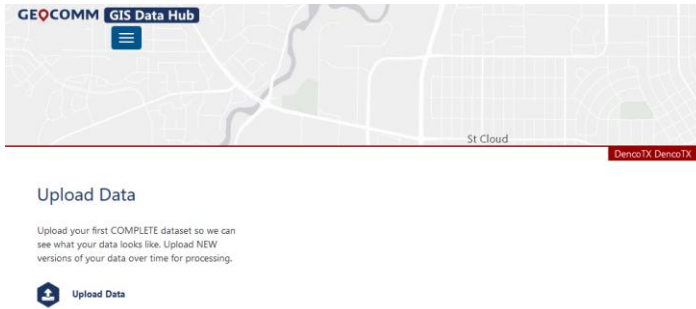 GEOCOMM GIS Data Hub
St Cloud
DencoTX DencoTX
Upload Data
Upload your first COMPLETE dataset so we can
see what your data looks like. Upload NEW
versions of your data over time for processing.
Upload Data